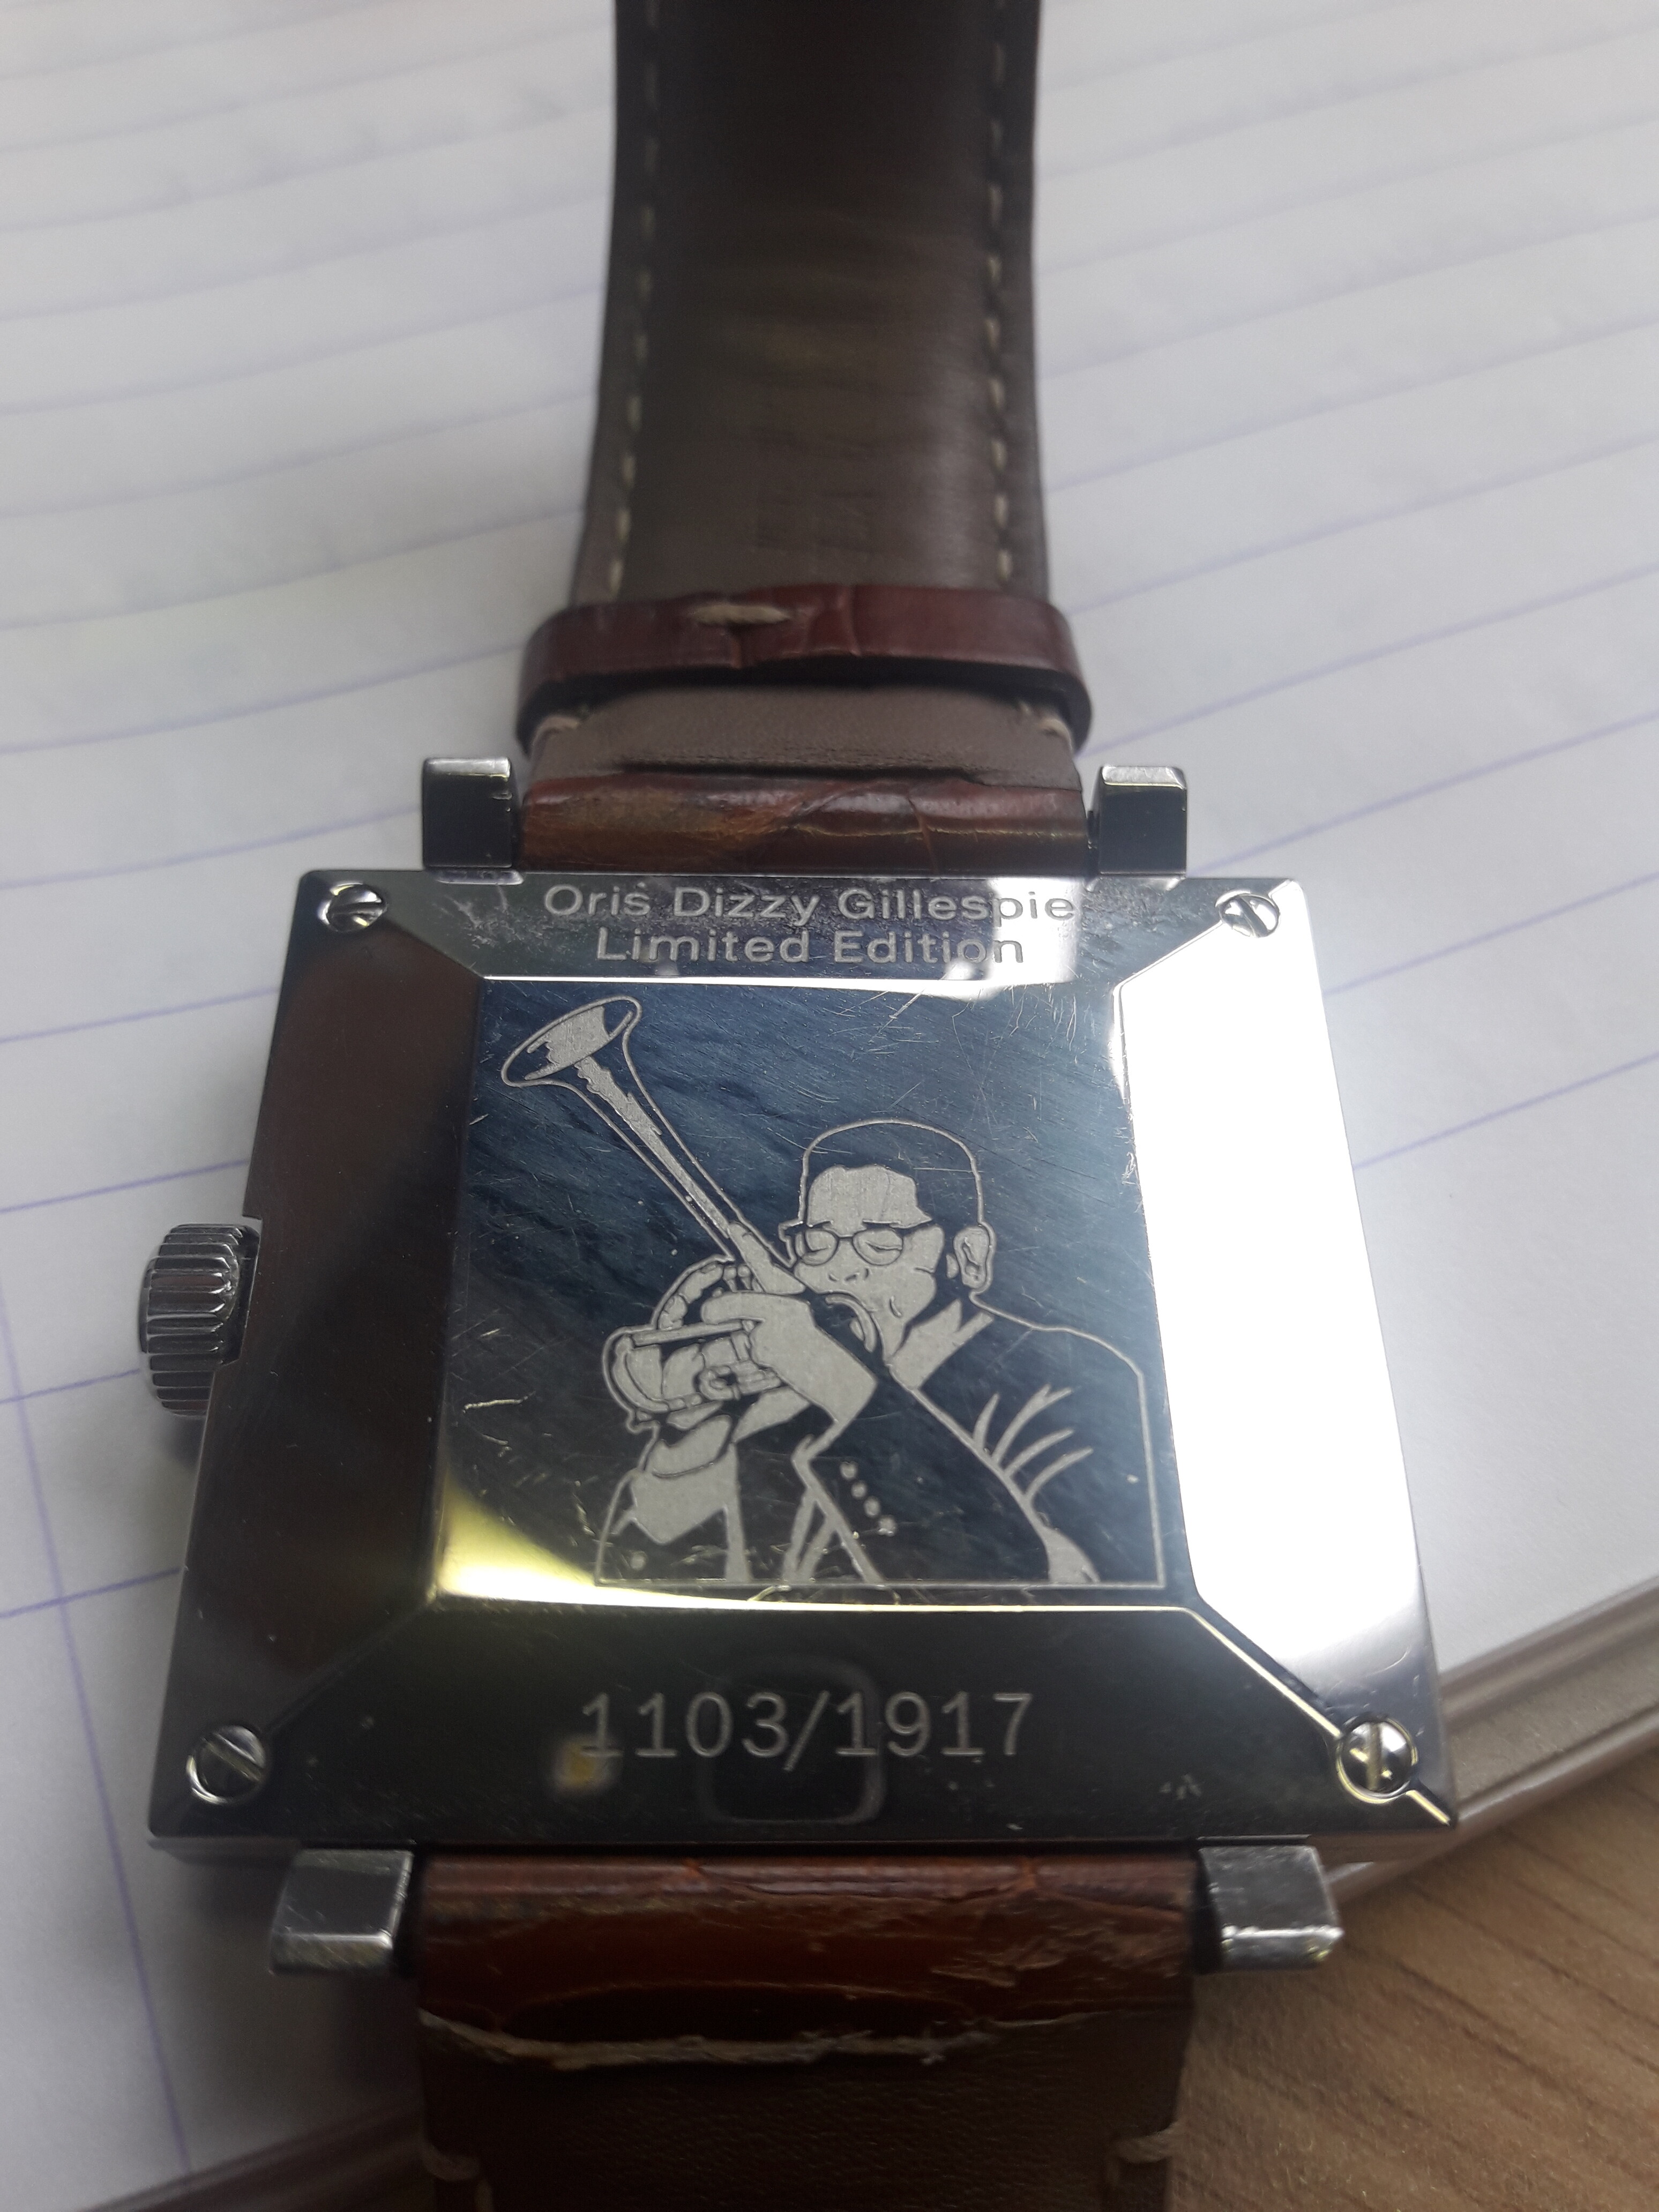 Oris Dizzy Gillespie
Limited Edition
1103/1917